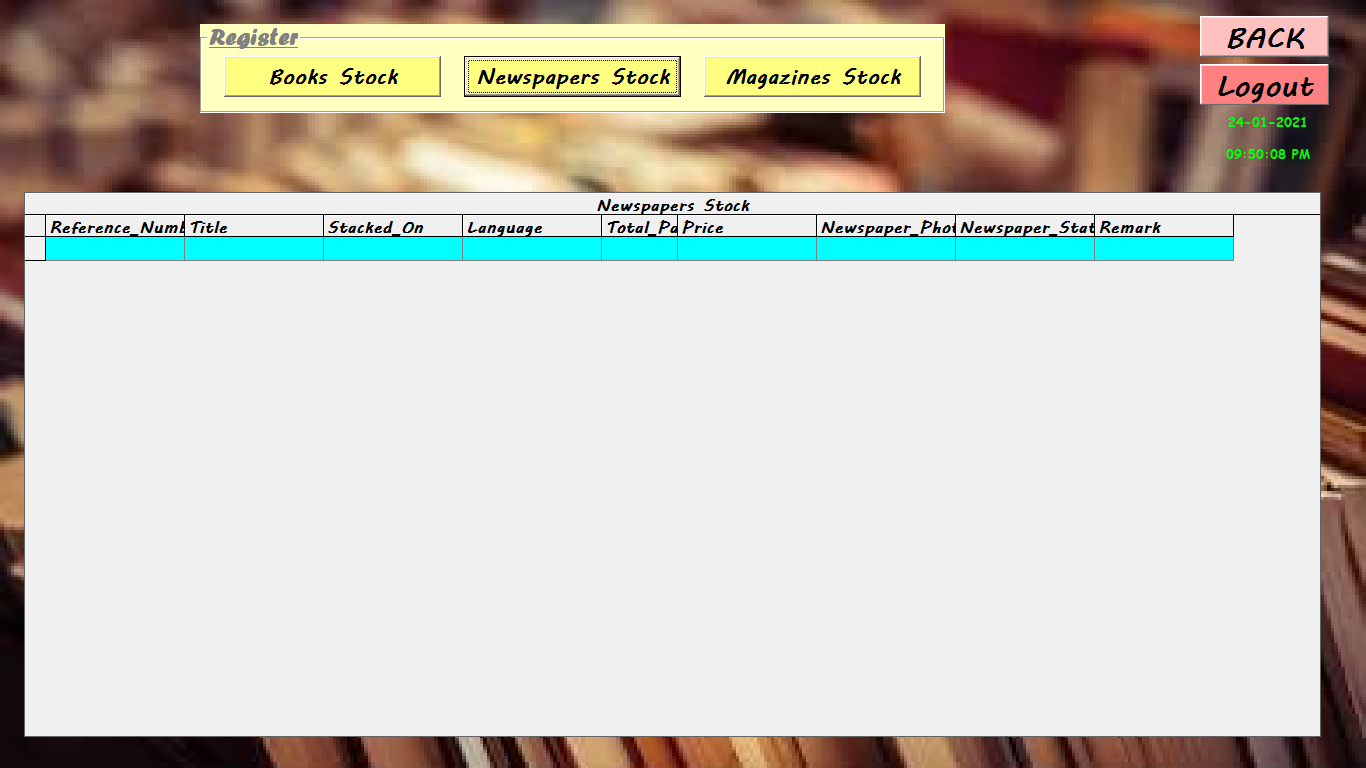 Register
Books Stock Newspapers Stock Magazines Stock
BACK
Logout
24-01-2021
09:50:08 PM
Newspapers Stock
Reference_Numb Title Stacked_On Language Total_Pa Price Newspaper_Phot Newspaper_Stat Remark